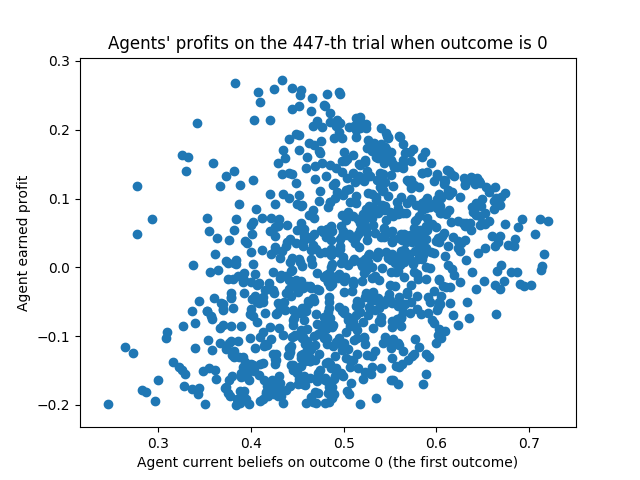 Agents' profits on the 447-th trial when outcome is 0
0.3
0.2
0.1
0.0
−0.1
−0.2
Agent earned profit
0.3 0.4 0.5 0.6 0.7
Agent current beliefs on outcome 0 (the first outcome)